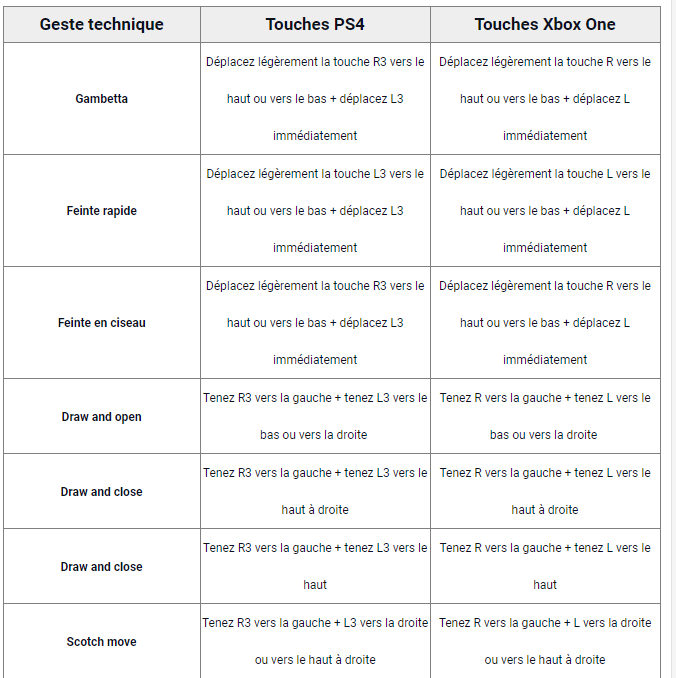 Geste technique Touches PS4 Touches Xbox One
Déplacez légèrement la touche R3 vers le Déplacez légèrement la touche R vers le
Gambetta haut ou vers le bas + déplacez L3 haut ou vers le bas + déplacez L
immédiatement immédiatement
Déplacez légèrement la touche L3 vers le Déplacez légèrement la touche L vers le
Feinte rapide haut ou vers le bas + déplacez L3 haut ou vers le bas + déplacez L
immédiatement immédiatement
Déplacez légèrement la touche R3 vers le Déplacez légèrement la touche R vers le
Feinte en ciseau haut ou vers le bas + déplacez L3 haut ou vers le bas + déplacez L
immédiatement immédiatement
Tenez R3 vers la gauche + tenez L3 vers le Tenez R vers la gauche + tenez L vers le
Draw and open
bas ou vers la droite bas ou vers la droite
Tenez R3 vers la gauche + tenez L3 vers le Tenez R vers la gauche + tenez L vers le
Draw and close
haut à droite haut à droite
Tenez R3 vers la gauche + tenez L3 vers le Tenez R vers la gauche + tenez L vers le
Draw and close
haut haut
Tenez R3 vers la gauche + L3 vers la droite Tenez R vers la gauche + L vers la droite
Scotch move
ou vers le haut à droite ou vers le haut à droite